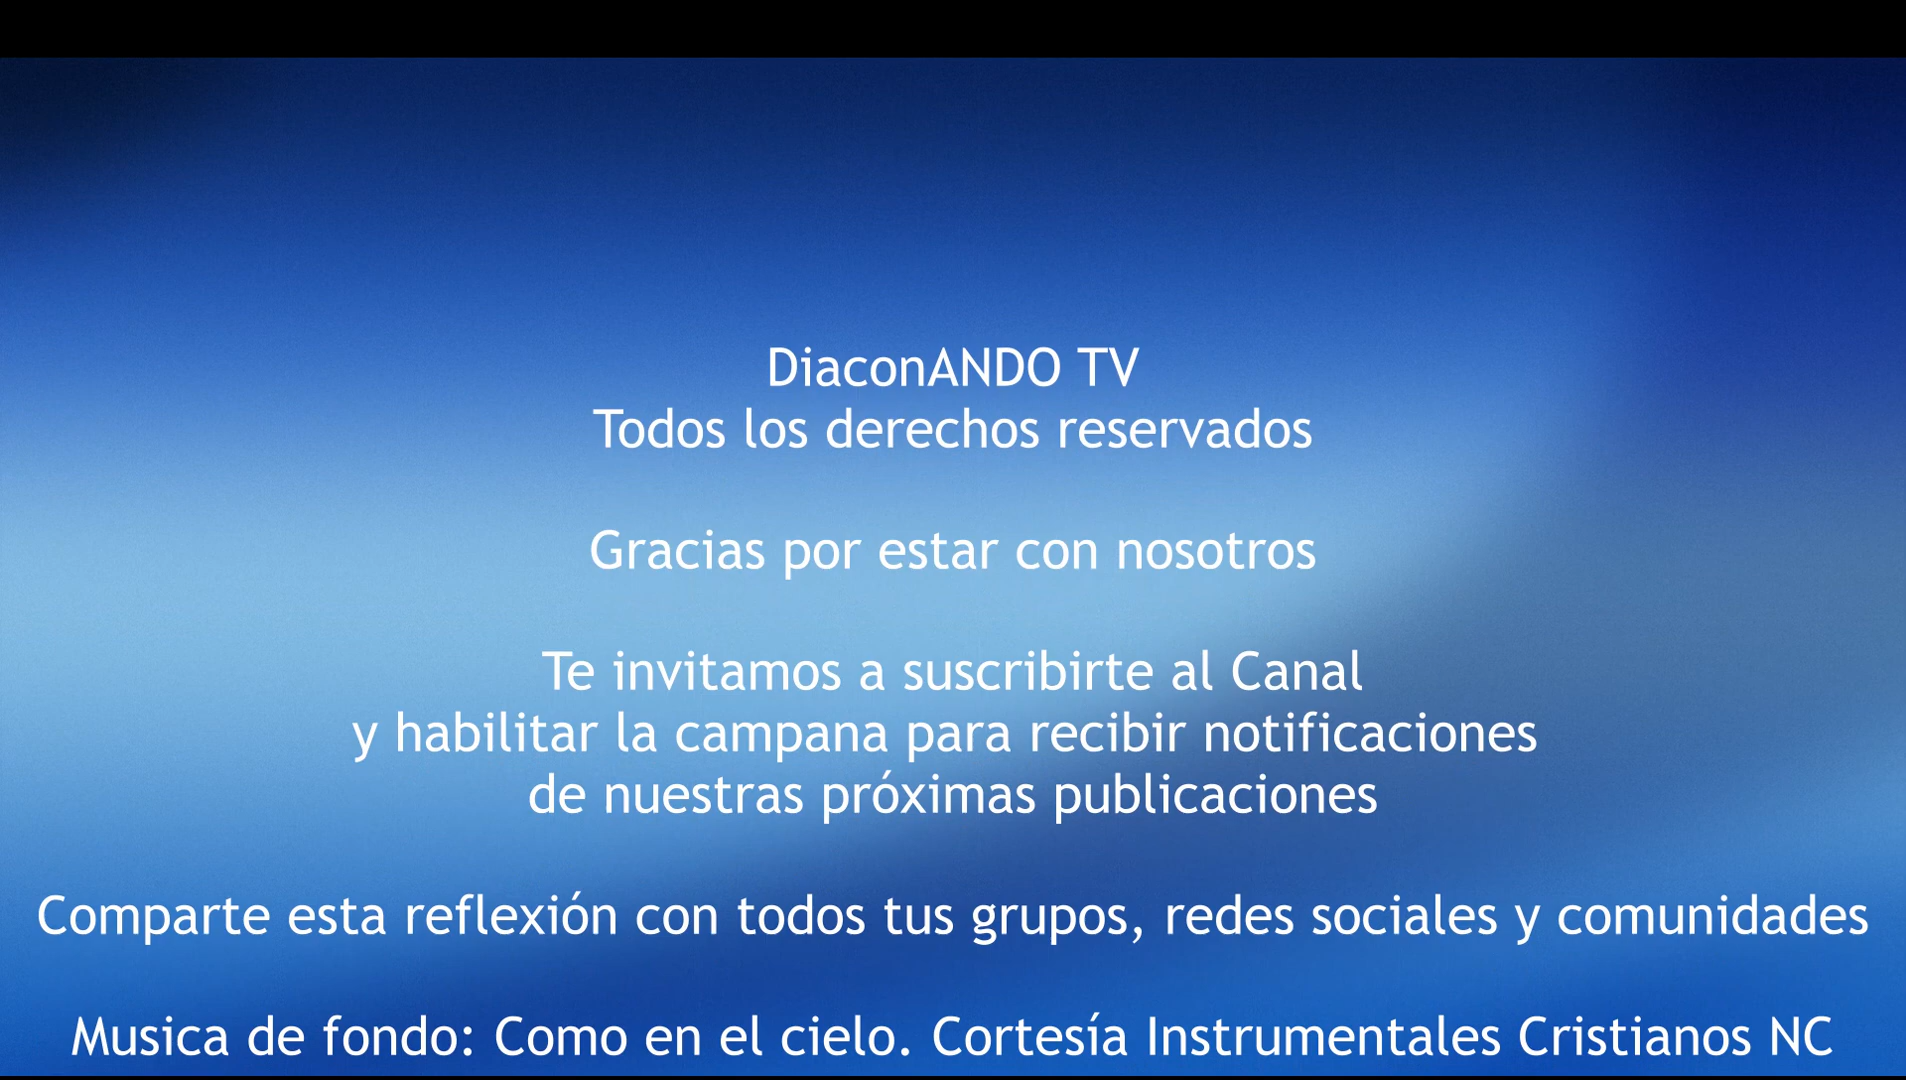 DiaconANDO TV
Todos los derechos reservados
Gracias por estar con nosotros
Te invitamos a suscribirte al Canal
y habilitar la campana para recibir notificaciones
de nuestras próximas publicaciones
Comparte esta reflexión con todos tus grupos, redes sociales y comunidades
Musica de fondo: Como en el cielo. Cortesía Instrumentales Cristianos NC